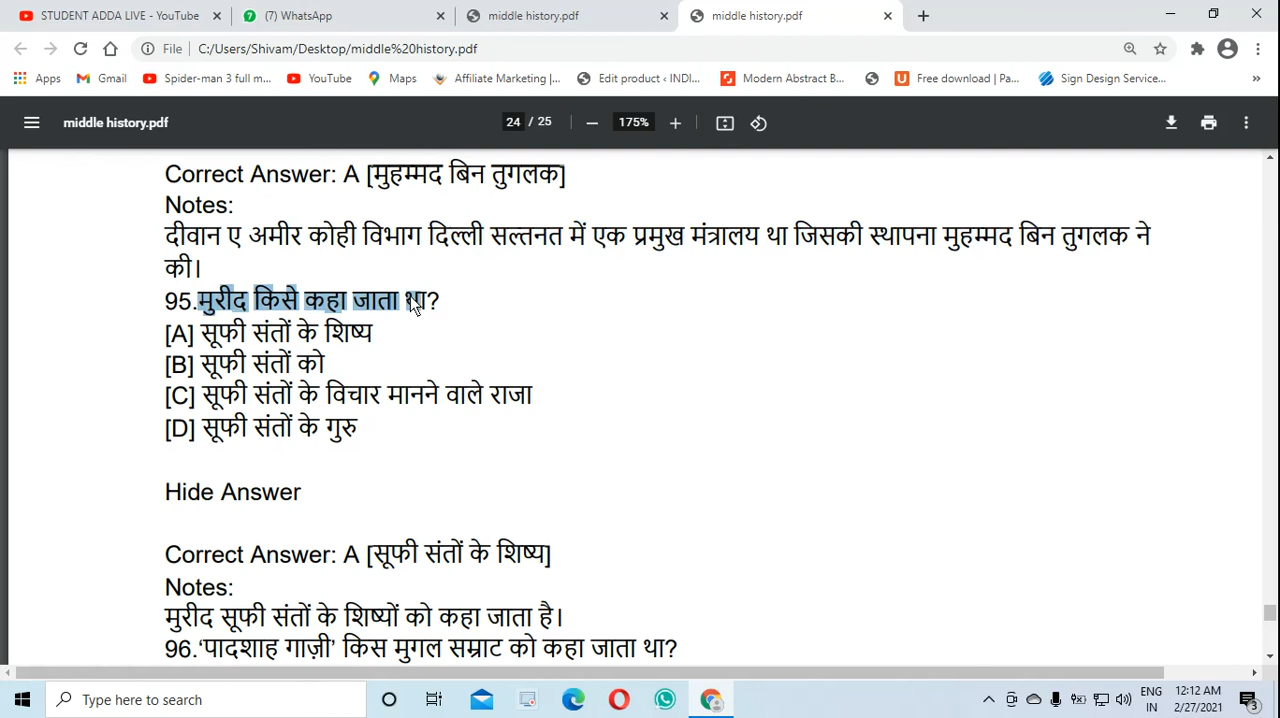 STUDENT ADDA LIVE - YouTube
(7) WhatsApp
middle history.pdf
middle history.pdf
File
C:/Users/Shivam/Desktop/middle%20history.pdf
Apps
Gmail
Spider-man 3 full m...
YouTube
Maps
Affiliate Marketing |...
Edit product ‹ INDI...
Modern Abstract B...
Free download | Pa...
Sign Design Service...
»
middle history.pdf
24 / 25
175%
Correct Answer: A [मुहम्मद बिन तुगलक]
Notes:
दीवान ए अमीर कोही विभाग दिल्ली सल्तनत में एक प्रमुख मंत्रालय था जिसकी स्थापना मुहम्मद बिन तुगलक ने
की।
95.मुरीद किसे कहा जाता था?
[A] सूफी संतों के शिष्य
[B] सूफी संतों को
[C] सूफी संतों के विचार मानने वाले राजा
[D] सूफी संतों के गुरु
Hide Answer
Correct Answer: A [सूफी संतों के शिष्य]
Notes:
मुरीद सूफी संतों के शिष्यों को कहा जाता है।
96.‘पादशाह गाज़ी’ किस मुगल सम्राट को कहा जाता था?
Type here to search
ENG
IN
12:12 AM
2/27/2021
3